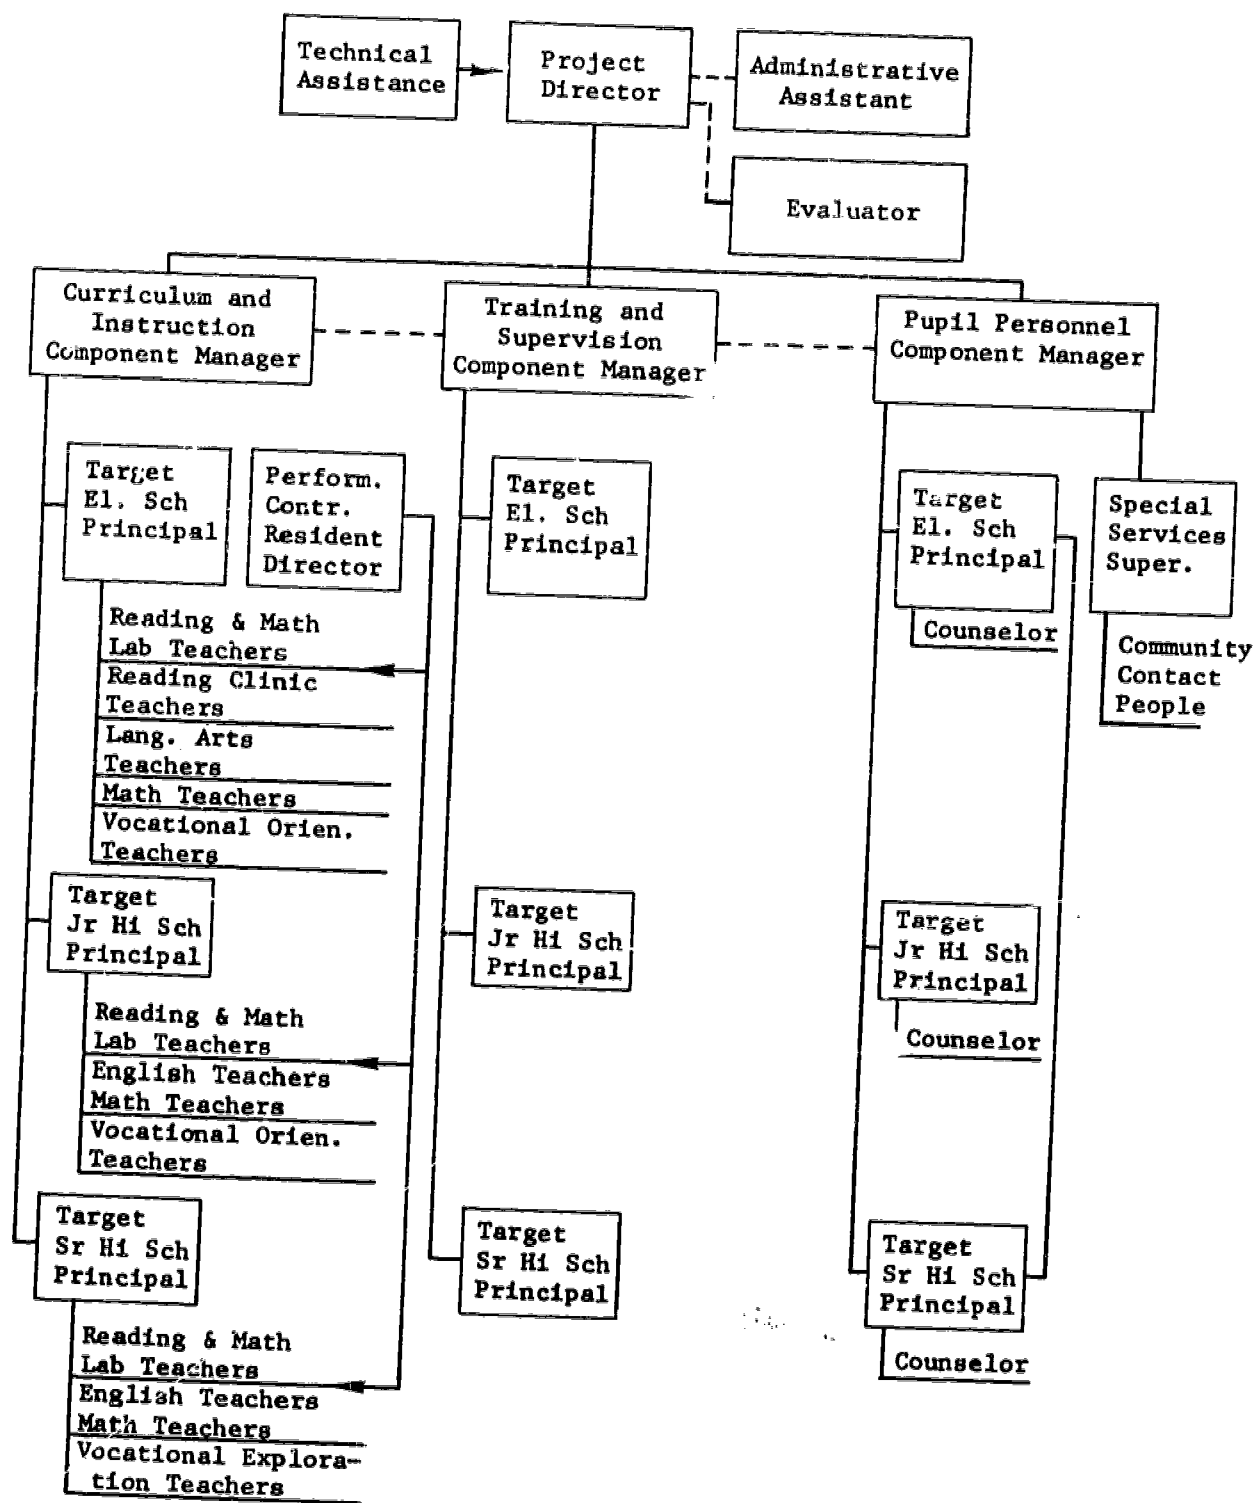 Technical
Assistance
Project
Director
Administrative
Assistant
Evaluator
Curriculum and
Instruction
Component Manager
Training and
Supervision
Component Manager
Pupil Personnel
Component Manager
Target
El. Sch
Principal
Perform.
Contr.
Resident
Director
Reading & Math
Lab Teachers
Reading Clinic
Teachers
Lang. Arts
Teachers
Math Teachers
Vocational Orien.
Teachers
Target
Jr Hi Sch
Principal
Reading & Math
Lab Teachers
English Teachers
Math Teachers
Vocational Orien.
Teachers
Target
Sr Hi Sch
Principal
Reading & Math
Lab Teachers
English Teachers
Math Teachers
Vocational Explora-
tion Teachers
Target
El. Sch
Principal
Target
Jr Hi Sch
Principal
Target
Sr Hi Sch
Principal
Target
El. Sch
Principal
Counselor
Special
Services
Super.
Community
Contact
People
Target
Jr Hi Sch
Principal
Counselor
Target
Sr Hi Sch
Principal
Counselor